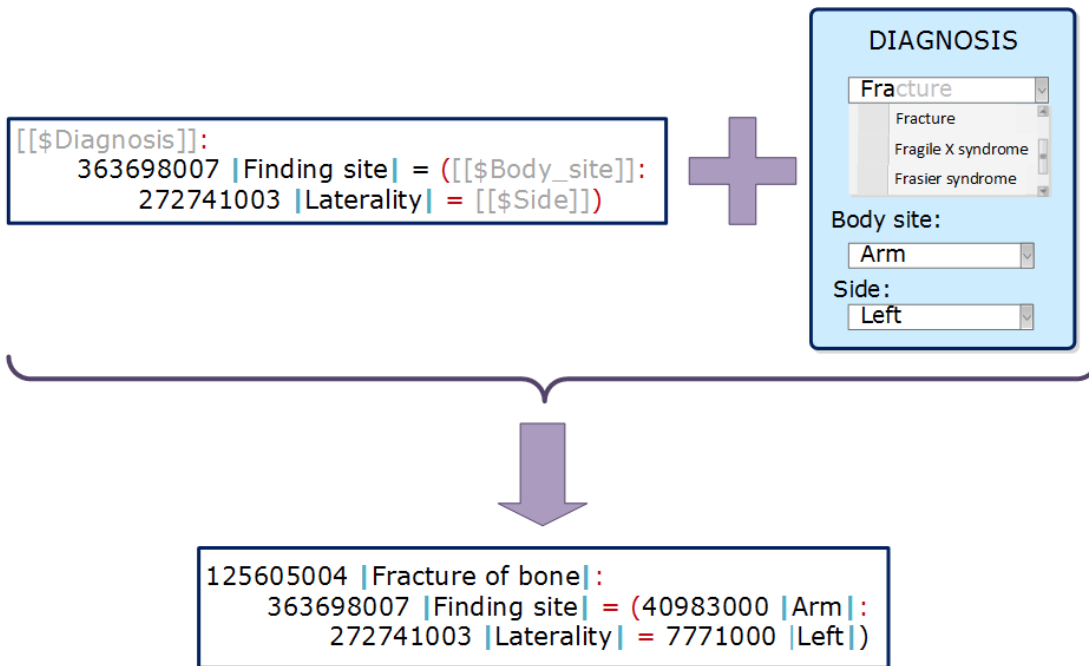 [[$Diagnosis]]:
363698007 |Finding site| = ([[$Body_site]]:
272741003 |Laterality| = [[$Side]])
DIAGNOSIS
Fracture
Fracture
Fragile X syndrome
Frasier syndrome
Body site:
Arm
Side:
Left
125605004 |Fracture of bone|:
363698007 |Finding site| = (40983000 |Arm|:
272741003 |Laterality| = 7771000 |Left|)